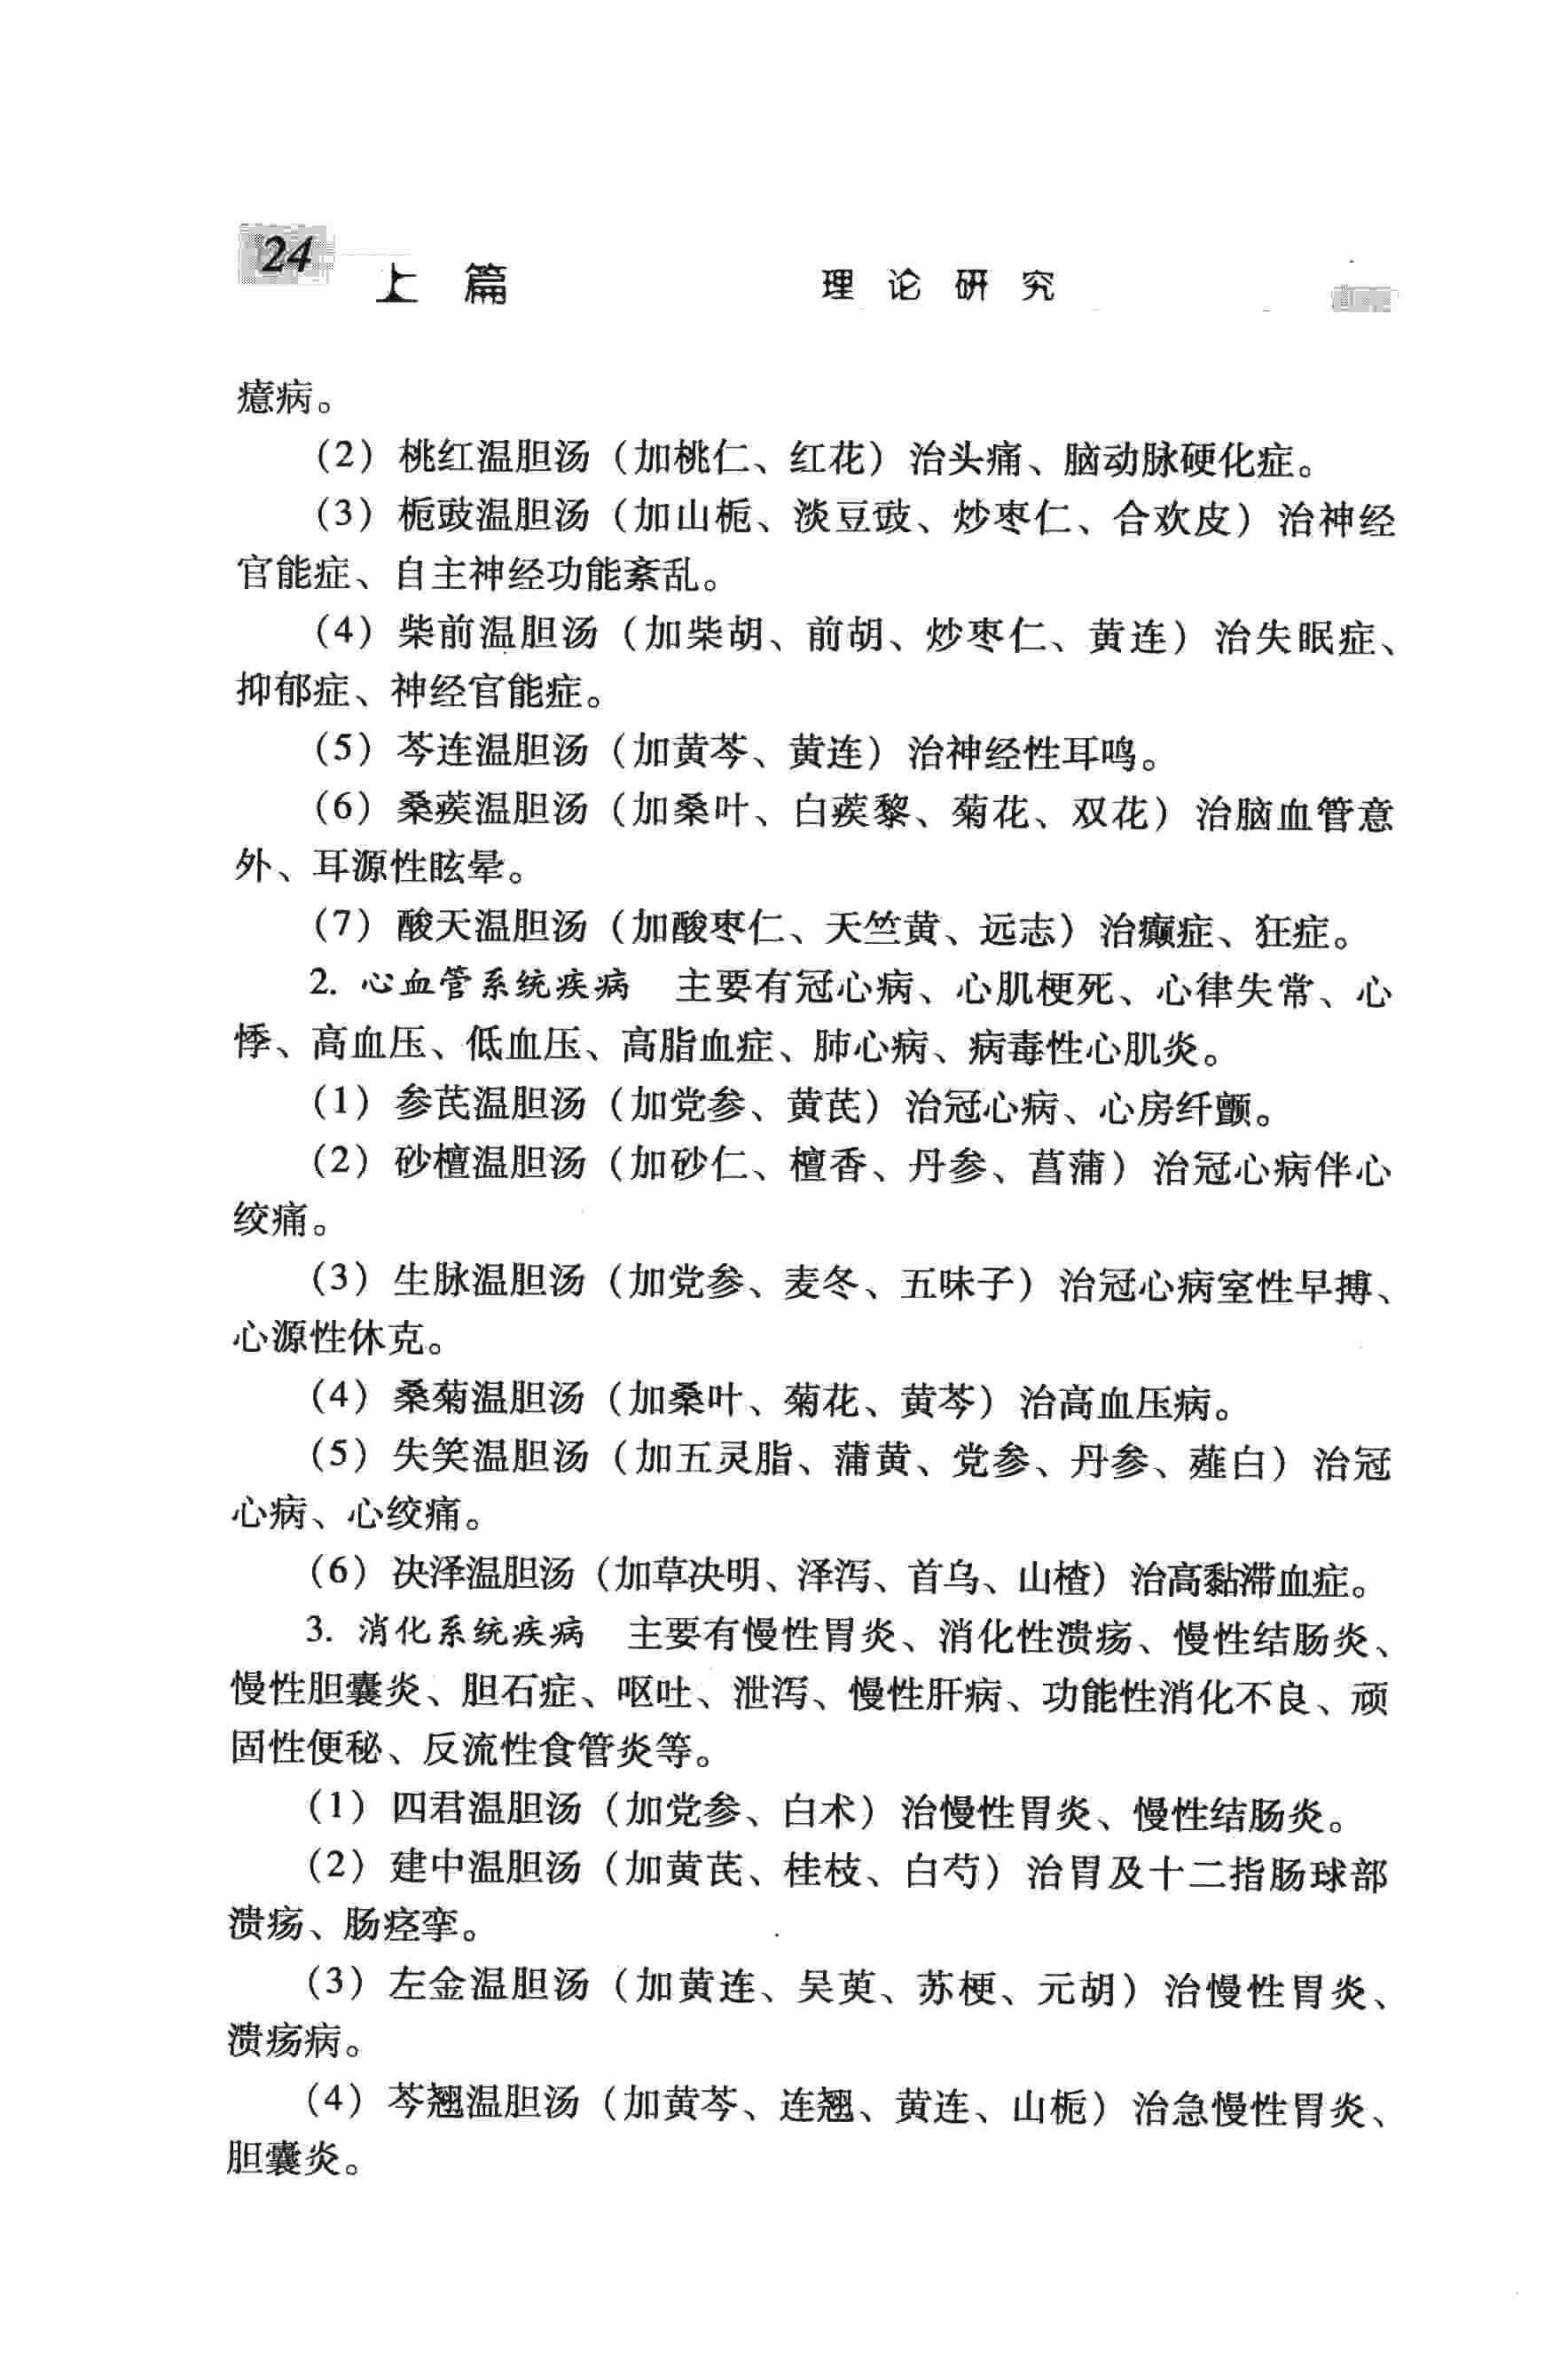 24
上 篇 理 论 研 究
癔病。
(2) 桃红温胆汤（加桃仁、红花）治头痛、脑动脉硬化症。
(3) 栀豉温胆汤（加山栀、淡豆豉、炒枣仁、合欢皮）治神经
官能症、自主神经功能紊乱。
(4) 柴前温胆汤（加柴胡、前胡、炒枣仁、黄连）治失眠症、
抑郁症、神经官能症。
(5) 芩连温胆汤（加黄芩、黄连）治神经性耳鸣。
(6) 桑蒺温胆汤（加桑叶、白蒺藜、菊花、双花）治脑血管意
外、耳源性眩晕。
(7) 酸天温胆汤（加酸枣仁、天竺黄、远志）治癫症、狂症。
2. 心血管系统疾病 主要有冠心病、心肌梗死、心律失常、心
悸、高血压、低血压、高脂血症、肺心病、病毒性心肌炎。
(1) 参芪温胆汤（加党参、黄芪）治冠心病、心房纤颤。
(2) 砂檀温胆汤（加砂仁、檀香、丹参、菖蒲）治冠心病伴心
绞痛。
(3) 生脉温胆汤（加党参、麦冬、五味子）治冠心病室性早搏、
心源性休克。
(4) 桑菊温胆汤（加桑叶、菊花、黄芩）治高血压病。
(5) 失笑温胆汤（加五灵脂、蒲黄、党参、丹参、薤白）治冠
心病、心绞痛。
(6) 决泽温胆汤（加草决明、泽泻、首乌、山楂）治高黏滞血症。
3. 消化系统疾病 主要有慢性胃炎、消化性溃疡、慢性结肠炎、
慢性胆囊炎、胆石症、呕吐、泄泻、慢性肝病、功能性消化不良、顽
固性便秘、反流性食管炎等。
(1) 四君温胆汤（加党参、白术）治慢性胃炎、慢性结肠炎。
(2) 建中温胆汤（加黄芪、桂枝、白芍）治胃及十二指肠球部
溃疡、肠痉挛。
(3) 左金温胆汤（加黄连、吴萸、苏梗、元胡）治慢性胃炎、
溃疡病。
(4) 芩翘温胆汤（加黄芩、连翘、黄连、山栀）治急慢性胃炎、
胆囊炎。